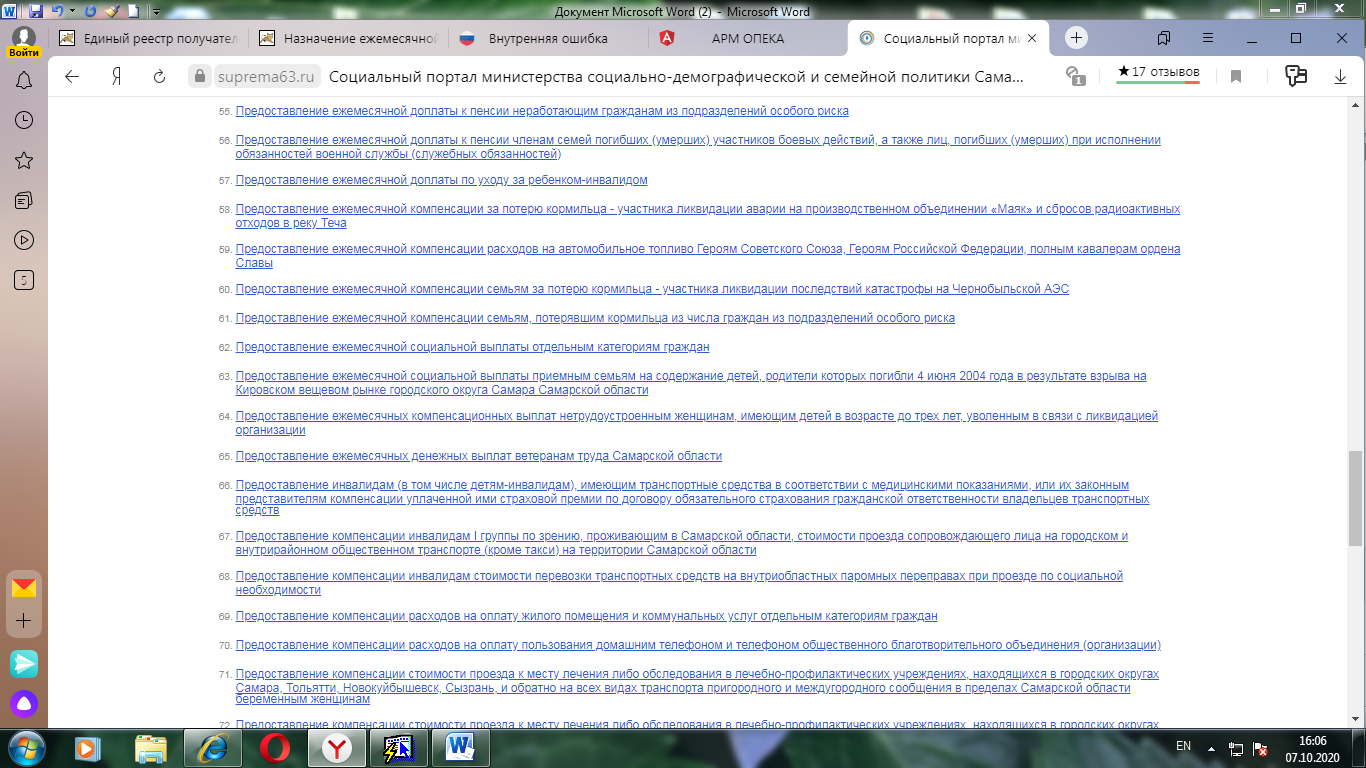 Документ Microsoft Word (2) - Microsoft Word
Войти
Единый реестр получател
Назначение ежемесячной
Внутренняя ошибка
АРМ ОПЕКА
Социальный портал ми
suprema63.ru
Социальный портал министерства социально-демографической и семейной политики Сама...
1
★17 отзывов
5
55. Предоставление ежемесячной доплаты к пенсии неработающим гражданам из подразделений особого риска
56. Предоставление ежемесячной доплаты к пенсии членам семей погибших (умерших) участников боевых действий, а также лиц, погибших (умерших) при исполнении
обязанностей военной службы (служебных обязанностей)
57. Предоставление ежемесячной доплаты по уходу за ребенком-инвалидом
58. Предоставление ежемесячной компенсации за потерю кормильца - участника ликвидации аварии на производственном объединении «Маяк» и сбросов радиоактивных
отходов в реку Теча
59. Предоставление ежемесячной компенсации расходов на автомобильное топливо Героям Советского Союза, Героям Российской Федерации, полным кавалерам ордена
Славы
60. Предоставление ежемесячной компенсации семьям за потерю кормильца - участника ликвидации последствий катастрофы на Чернобыльской АЭС
61. Предоставление ежемесячной компенсации семьям, потерявшим кормильца из числа граждан из подразделений особого риска
62. Предоставление ежемесячной социальной выплаты отдельным категориям граждан
63. Предоставление ежемесячной социальной выплаты приемным семьям на содержание детей, родители которых погибли 4 июня 2004 года в результате взрыва на
Кировском вещевом рынке городского округа Самара Самарской области
64. Предоставление ежемесячных компенсационных выплат нетрудоустроенным женщинам, имеющим детей в возрасте до трех лет, уволенным в связи с ликвидацией
организации
65. Предоставление ежемесячных денежных выплат ветеранам труда Самарской области
66. Предоставление инвалидам (в том числе детям-инвалидам), имеющим транспортные средства в соответствии с медицинскими показаниями, или их законным
представителям компенсации уплаченной ими страховой премии по договору обязательного страхования гражданской ответственности владельцев транспортных
средств
67. Предоставление компенсации инвалидам I группы по зрению, проживающим в Самарской области, стоимости проезда сопровождающего лица на городском и
внутрирайонном общественном транспорте (кроме такси) на территории Самарской области
68. Предоставление компенсации инвалидам стоимости перевозки транспортных средств на внутриобластных паромных переправах при проезде по социальной
необходимости
69. Предоставление компенсации расходов на оплату жилого помещения и коммунальных услуг отдельным категориям граждан
70. Предоставление компенсации расходов на оплату пользования домашним телефоном и телефоном общественного благотворительного объединения (организации)
71. Предоставление компенсации стоимости проезда к месту лечения либо обследования в лечебно-профилактических учреждениях, находящихся в городских округах
Самара, Тольятти, Новокуйбышевск, Сызрань, и обратно на всех видах транспорта пригородного и междугородного сообщения в пределах Самарской области
беременным женщинам
72. Предоставление компенсации стоимости проезда к месту лечения либо обследования в лечебно-профилактических учреждениях, находящихся в городских округах
EN
16:06
07.10.2020